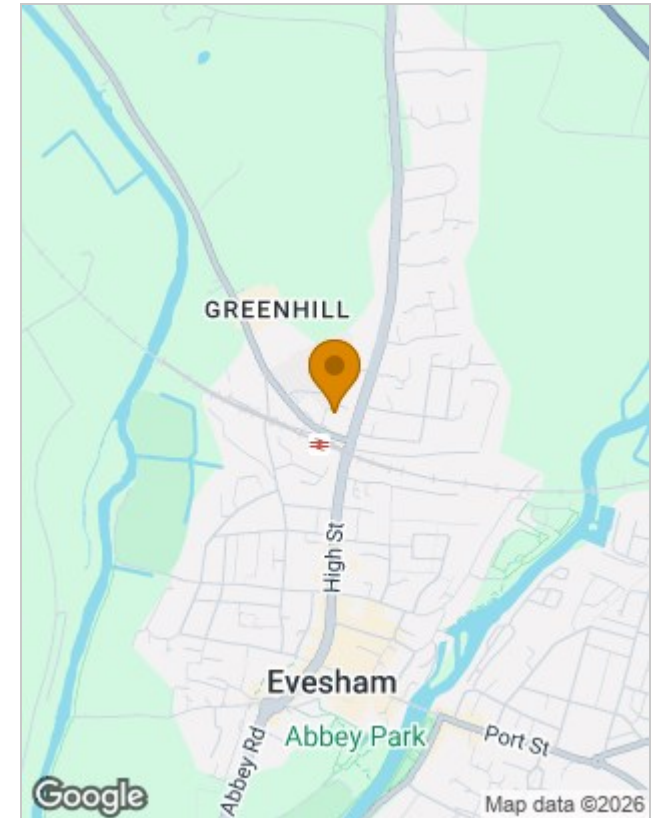 GREENHILL
High St
Evesham
Abbey Park
Port St
Abbey Rd
Google
Map data ©2026